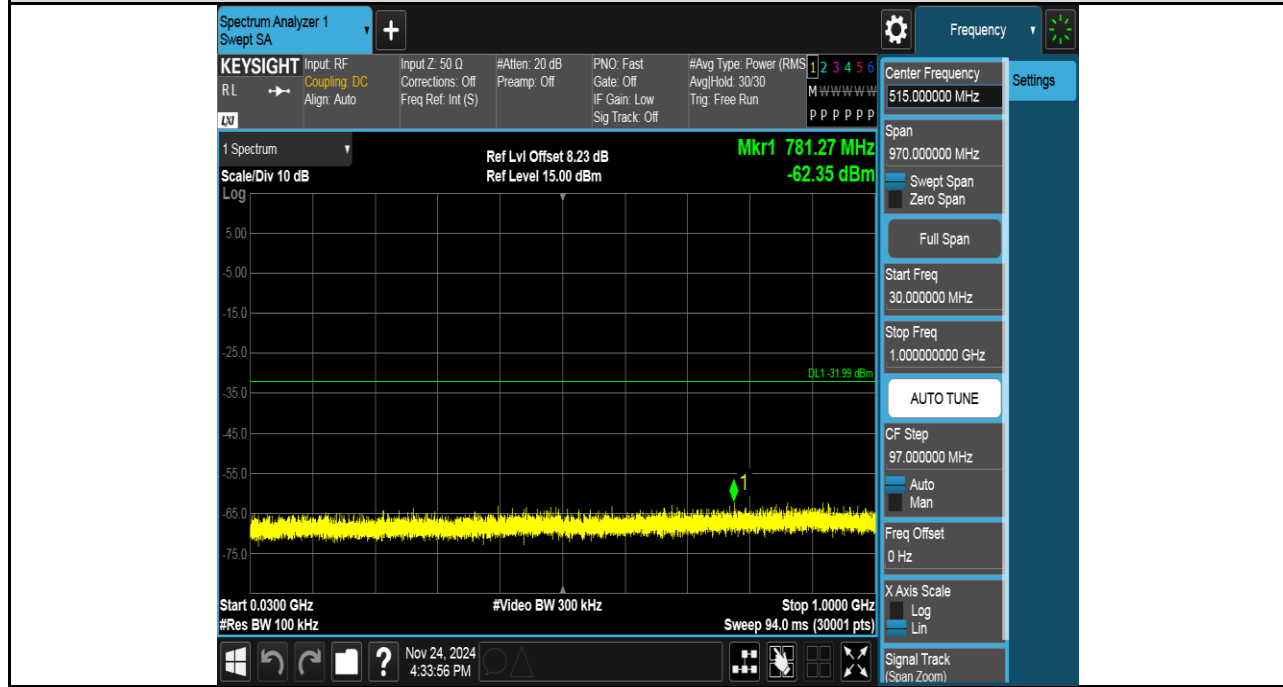 Spectrum Analyzer 1
Swept SA
+
Frequency
KEYSIGHT
RL
LXI
Input: RF
Coupling: DC
Align: Auto
Input Z: 50 Ω
Corrections: Off
Freq Ref: Int (S)
#Atten: 20 dB
Preamp: Off
PNO: Fast
Gate: Off
IF Gain: Low
Sig Track: Off
#Avg Type: Power (RMS
Avg|Hold: 30/30
Trig: Free Run
1 2 3 4 5 6
M W W W W W
P P P P P P
1 Spectrum
Scale/Div 10 dB
Log
Ref Lvl Offset 8.23 dB
Ref Level 15.00 dBm
Mkr1 781.27 MHz
-62.35 dBm
5.00
-5.00
-15.0
-25.0
DL1 -31.99 dBm
-35.0
-45.0
-55.0
1
-65.0
-75.0
Start 0.0300 GHz
#Res BW 100 kHz
#Video BW 300 kHz
Stop 1.0000 GHz
Sweep 94.0 ms (30001 pts)
?
Nov 24, 2024
4:33:56 PM
Center Frequency
515.000000 MHz
Settings
Span
970.000000 MHz
Swept Span
Zero Span
Full Span
Start Freq
30.000000 MHz
Stop Freq
1.000000000 GHz
AUTO TUNE
CF Step
97.000000 MHz
Auto
Man
Freq Offset
0 Hz
X Axis Scale
Log
Lin
Signal Track
(Span Zoom)